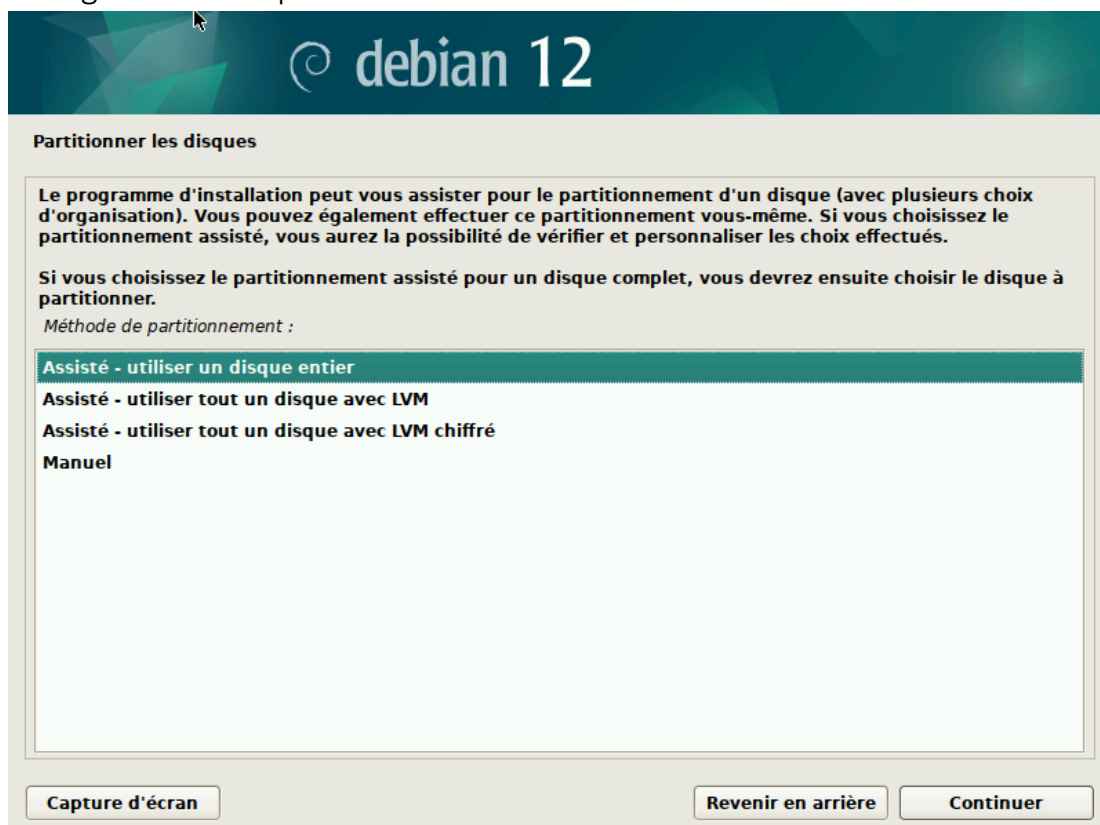 debian 12
Partitionner les disques
Le programme d'installation peut vous assister pour le partitionnement d'un disque (avec plusieurs choix
d'organisation). Vous pouvez également effectuer ce partitionnement vous-même. Si vous choisissez le
partitionnement assisté, vous aurez la possibilité de vérifier et personnaliser les choix effectués.
Si vous choisissez le partitionnement assisté pour un disque complet, vous devrez ensuite choisir le disque à
partitionner.
Méthode de partitionnement :
Assisté - utiliser un disque entier
Assisté - utiliser tout un disque avec LVM
Assisté - utiliser tout un disque avec LVM chiffré
Manuel
Capture d'écran
Revenir en arrière
Continuer